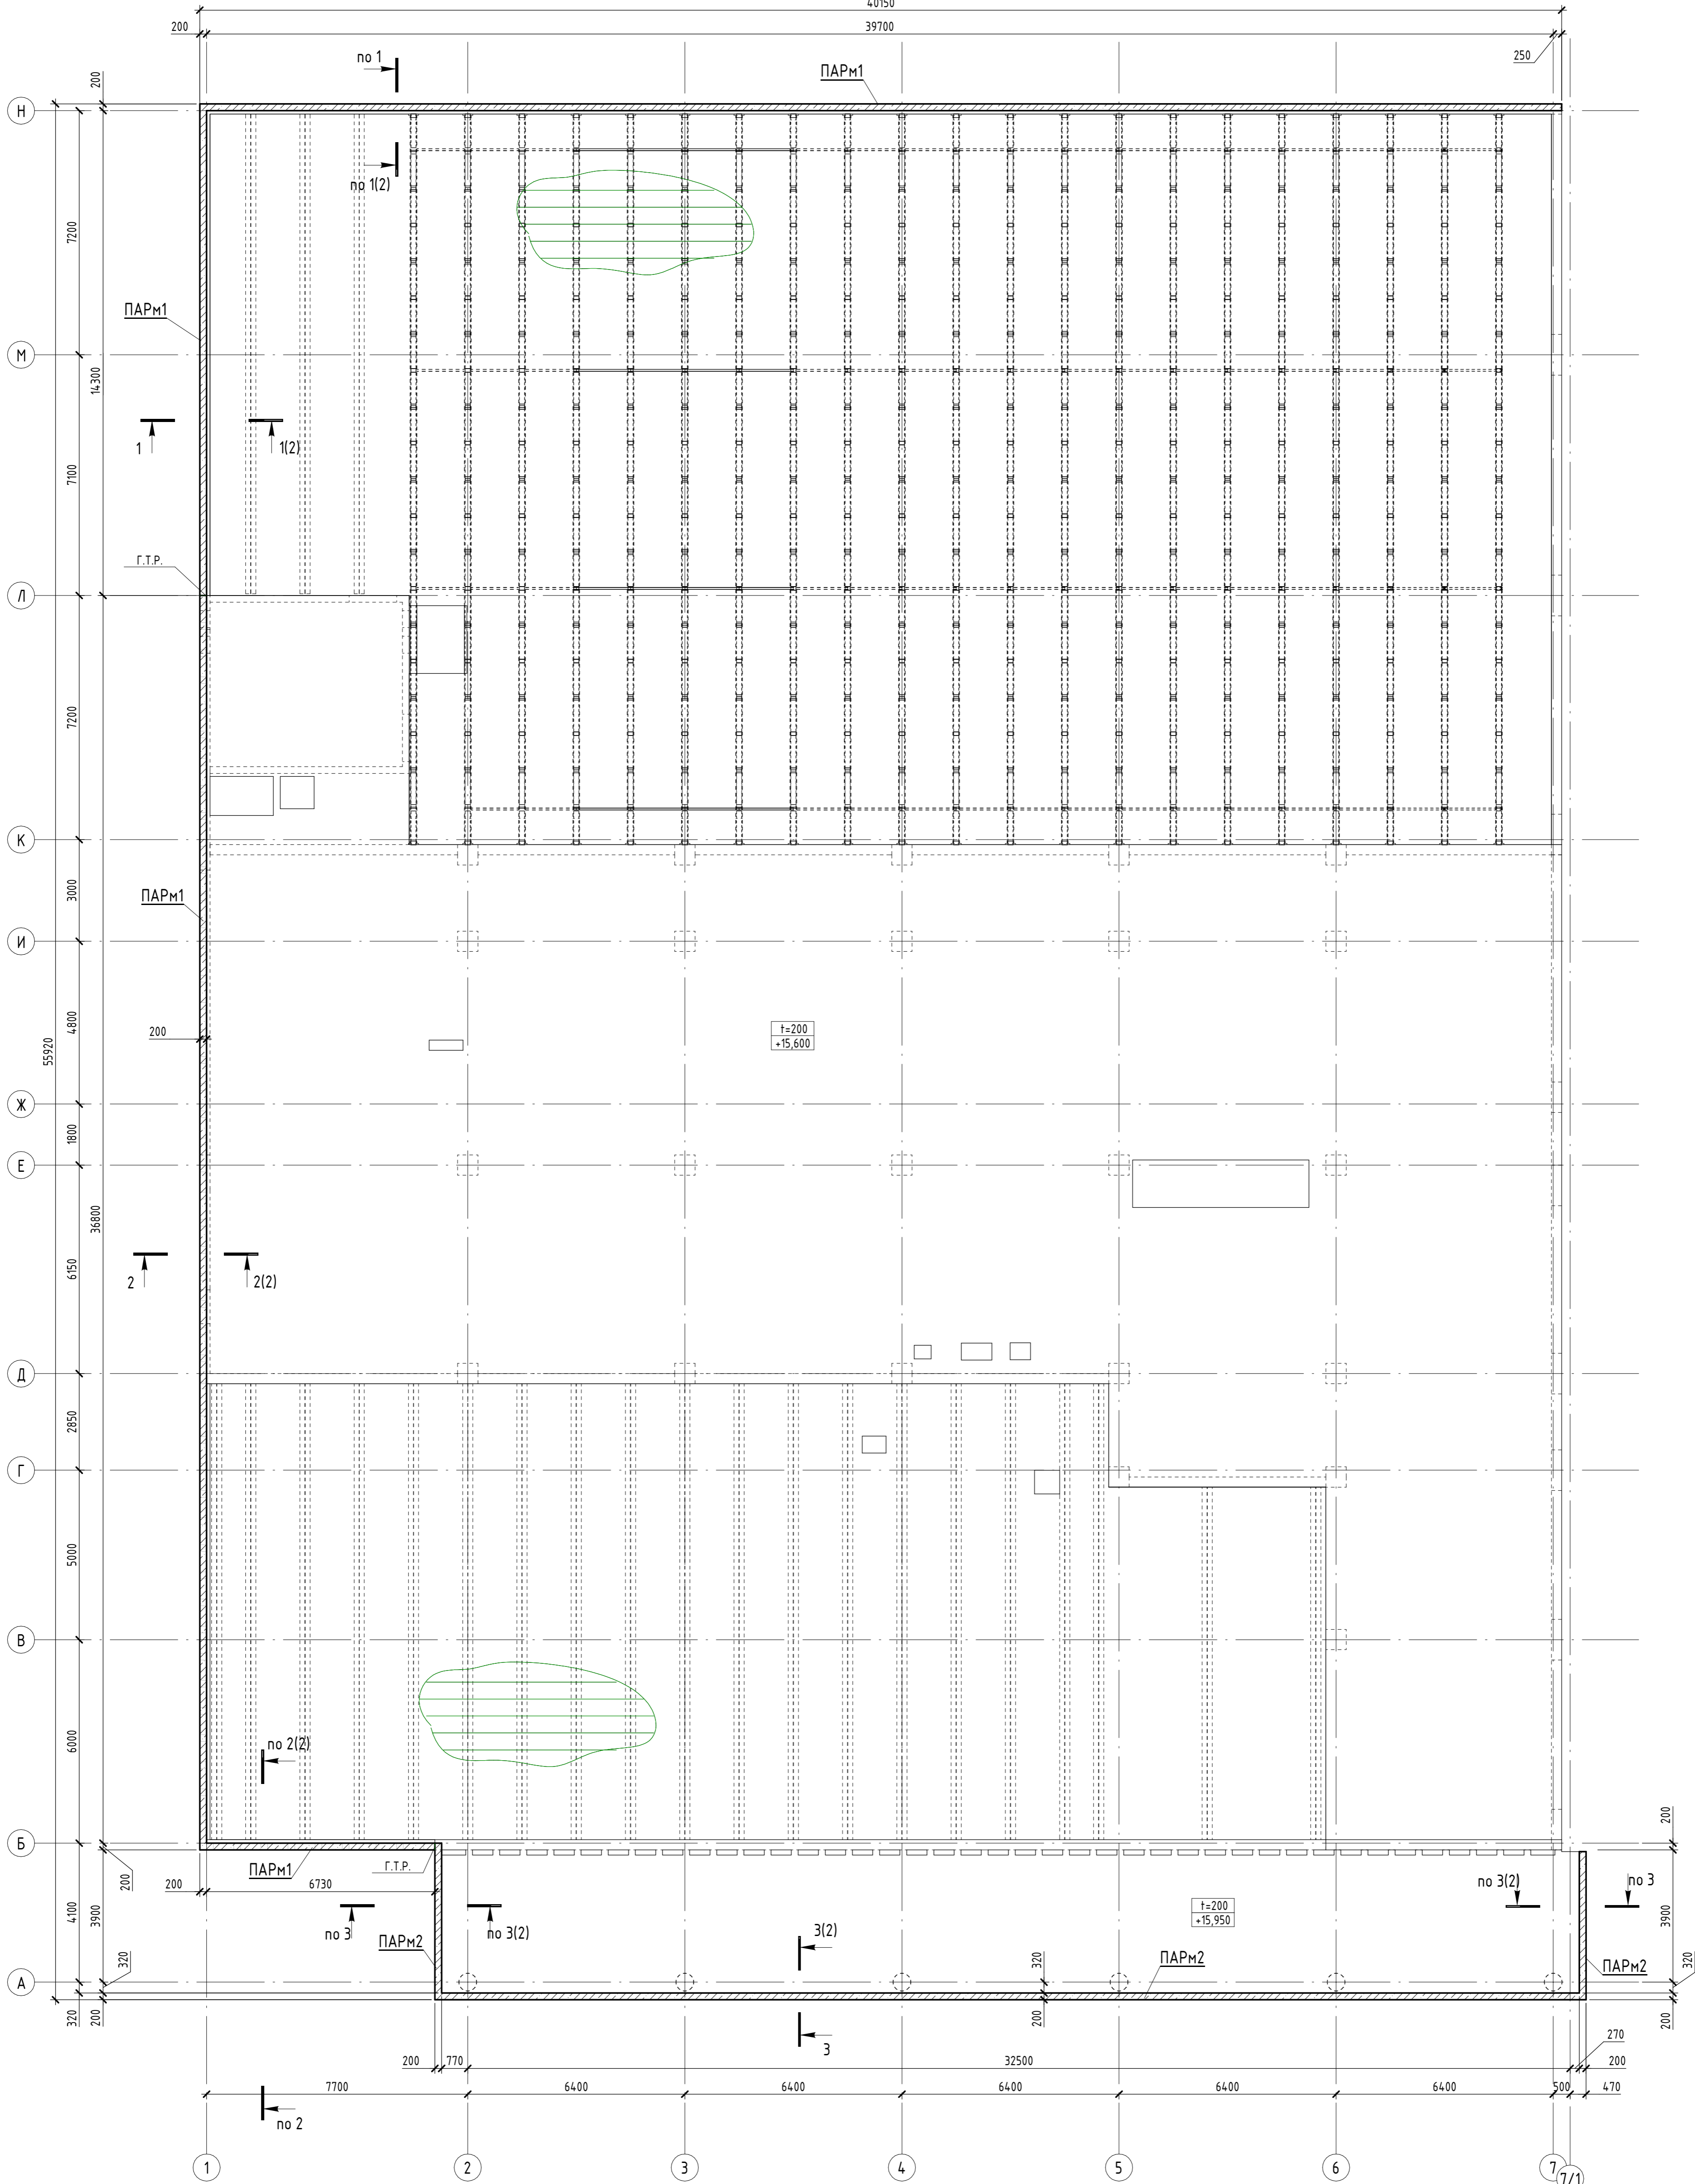 40150
200
39700
250
200
по 1
ПАРм1
Н
по 1(2)
7200
ПАРм1
М
14300
1
1(2)
7100
Г.Т.Р.
Л
7200
К
3000
ПАРм1
И
4800
200
t=200
+15,600
55920
Ж
1800
Е
36800
6150
2
2(2)
Д
2850
Г
5000
В
6000
по 2(2)
Б
200
ПАРм1
Г.Т.Р.
200
200
6730
4100
3900
320
по 3
по 3(2)
ПАРм2
3(2)
t=200
+15,950
по 3(2)
по 3
3900
320
ПАРм2
ПАРм2
А
320
320
200
200
200
3
270
200
770
32500
200
7700
6400
6400
6400
6400
6400
500
470
по 2
1
2
3
4
5
6
7
7/1